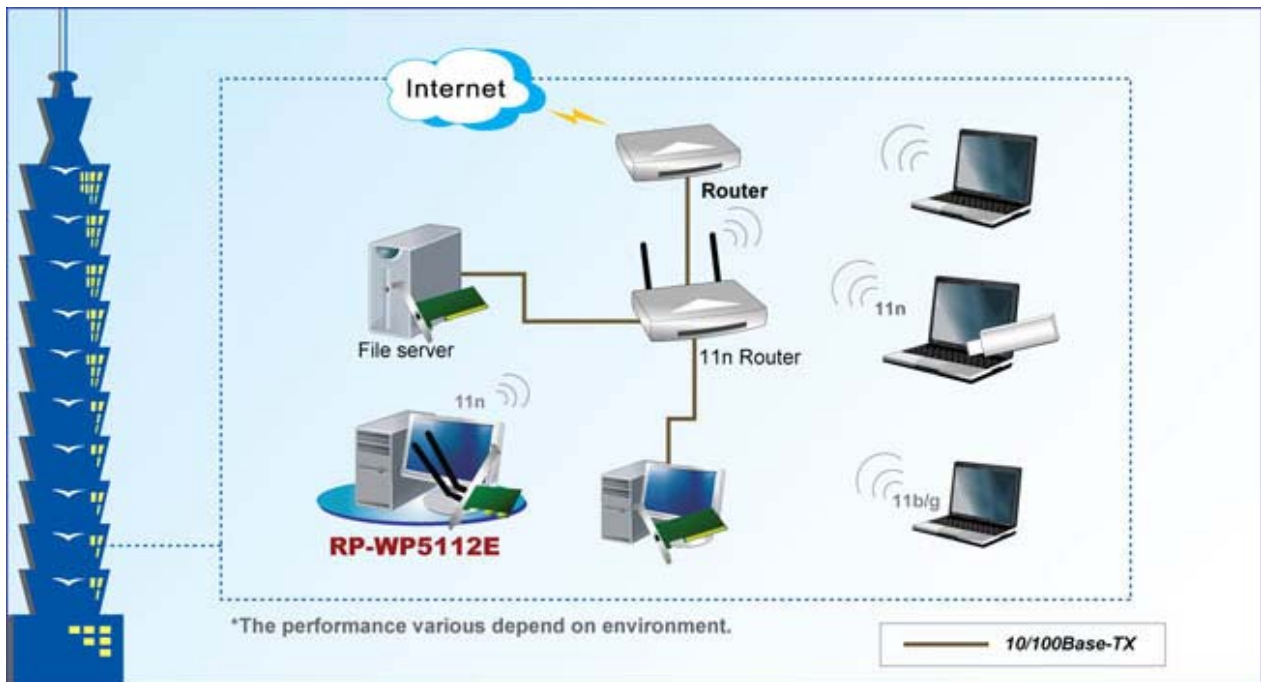 Internet
Router
11n
File server
11n Router
11n
11b/g
RP-WP5112E
*The performance various depend on environment.
10/100Base-TX